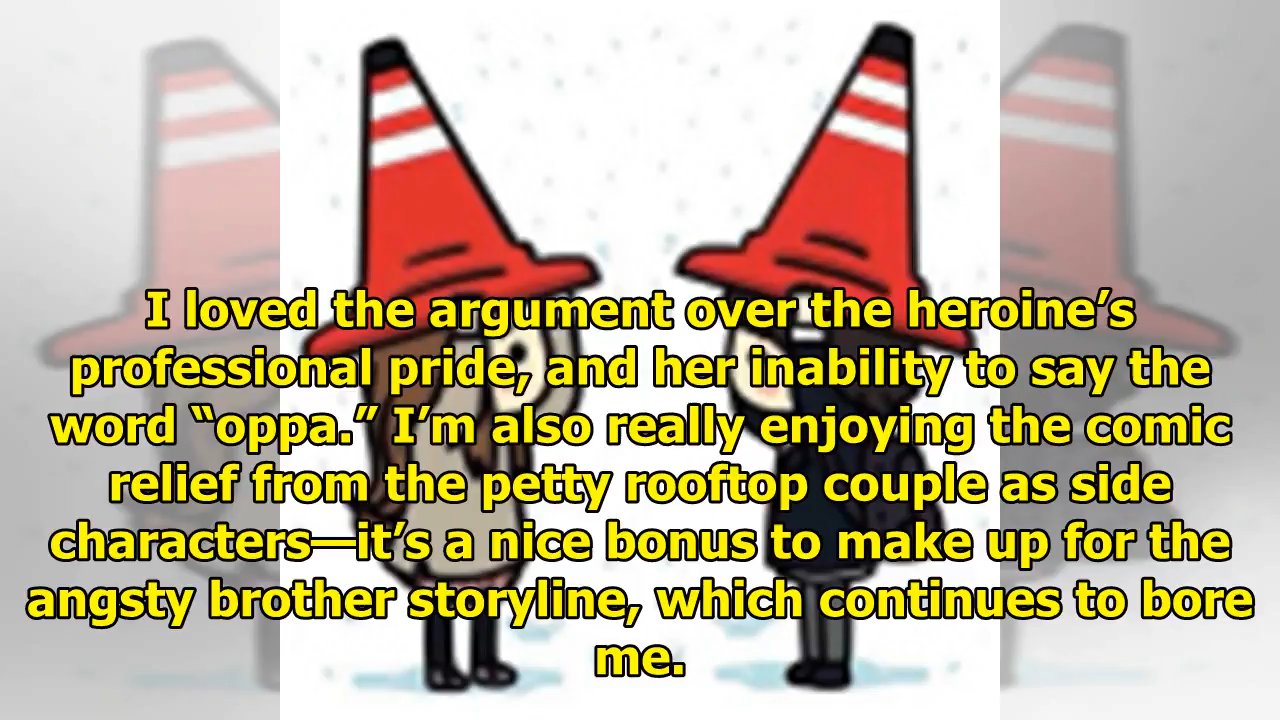 I loved the argument over the heroine’s
professional pride, and her inability to say the
word “oppa.” I’m also really enjoying the comic
relief from the petty rooftop couple as side
characters—it’s a nice bonus to make up for the
angsty brother storyline, which continues to bore
me.